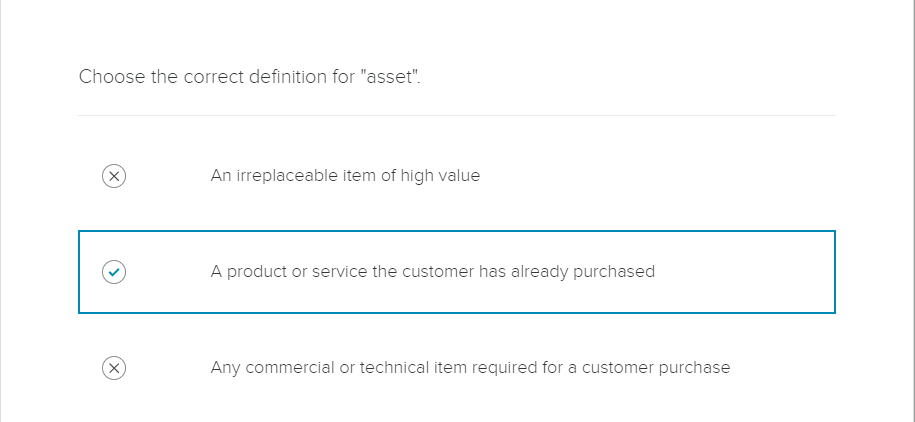 Choose the correct definition for "asset".
An irreplaceable item of high value
A product or service the customer has already purchased
Any commercial or technical item required for a customer purchase